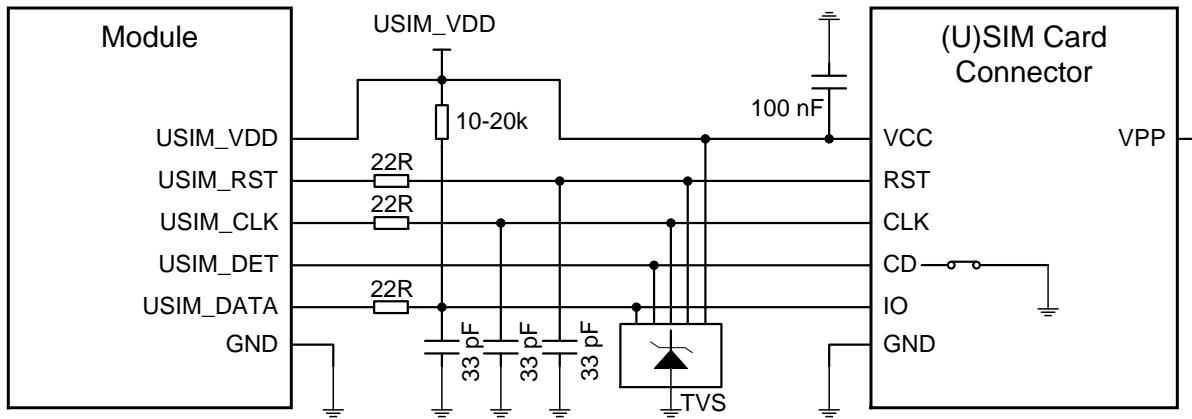 Module
USIM_VDD
(U)SIM Card
Connector
100 nF
10-20k
USIM_VDD
VCC
VPP
22R
USIM_RST
RST
22R
USIM_CLK
CLK
USIM_DET
CD
22R
USIM_DATA
IO
GND
33 pF
33 pF
33 pF
GND
TVS